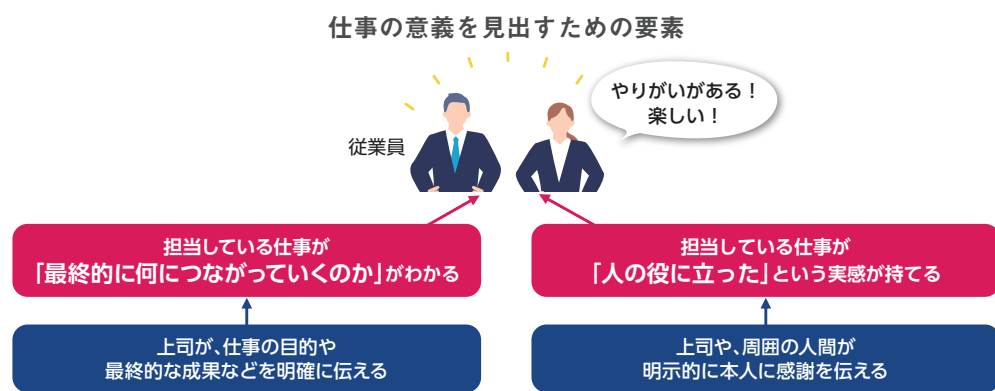 仕事の意義を見出すための要素
やりがいがある！
楽しい！
従業員
担当している仕事が
「最終的に何につながっていくのか」がわかる
担当している仕事が
「人の役に立った」という実感が持てる
上司が、仕事の目的や
最終的な成果などを明確に伝える
上司や、周囲の人間が
明示的に本人に感謝を伝える